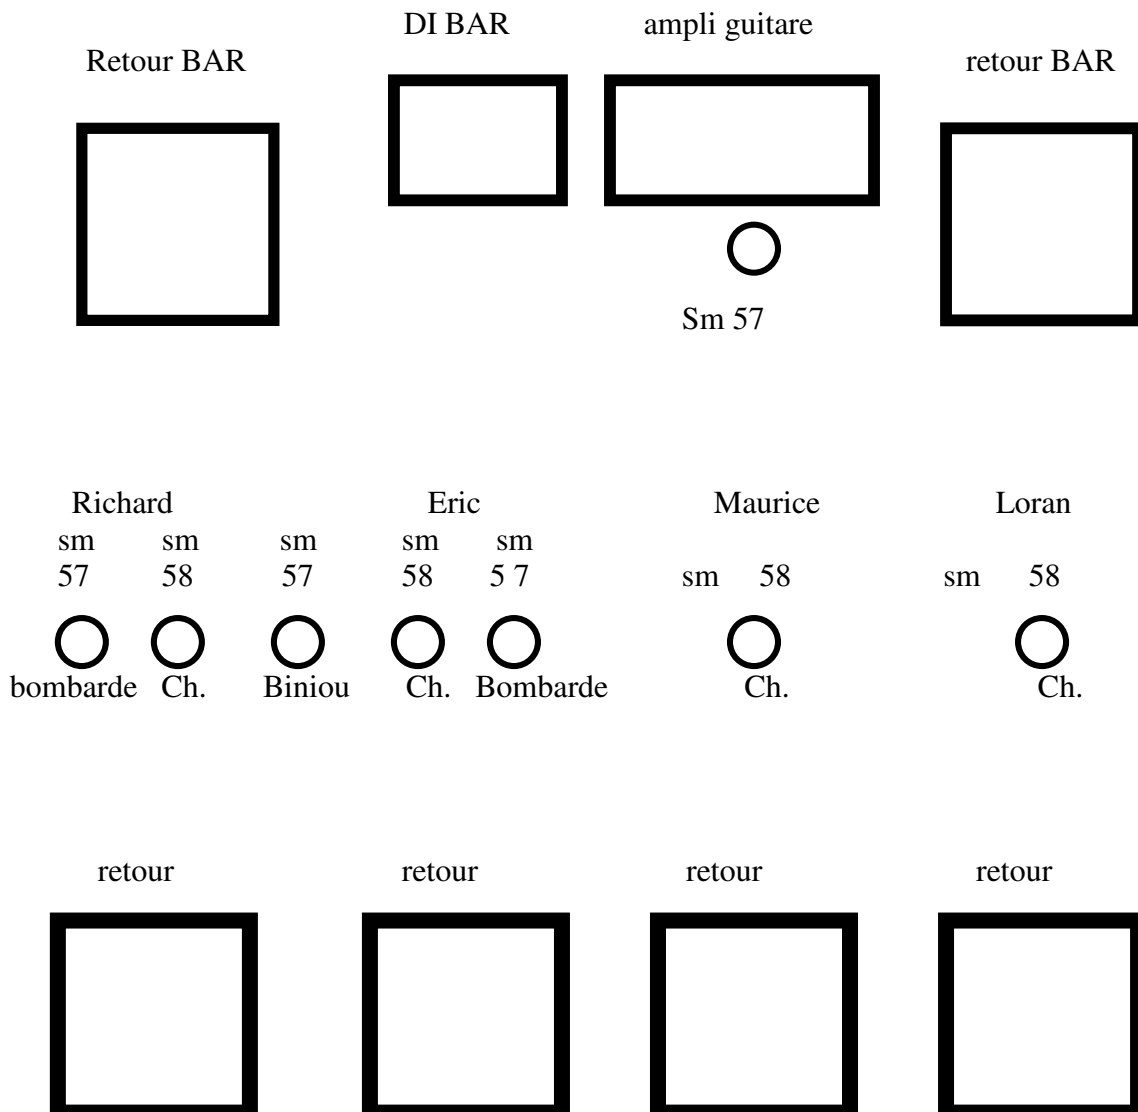 DI BAR ampli guitare
Retour BAR retour BAR
Sm 57
Richard Eric Maurice Loran
sm sm sm sm sm
57 58 57 58 5 7 sm 58 sm 58
bombarde Ch. Biniou Ch. Bombarde Ch. Ch.
retour retour retour retour